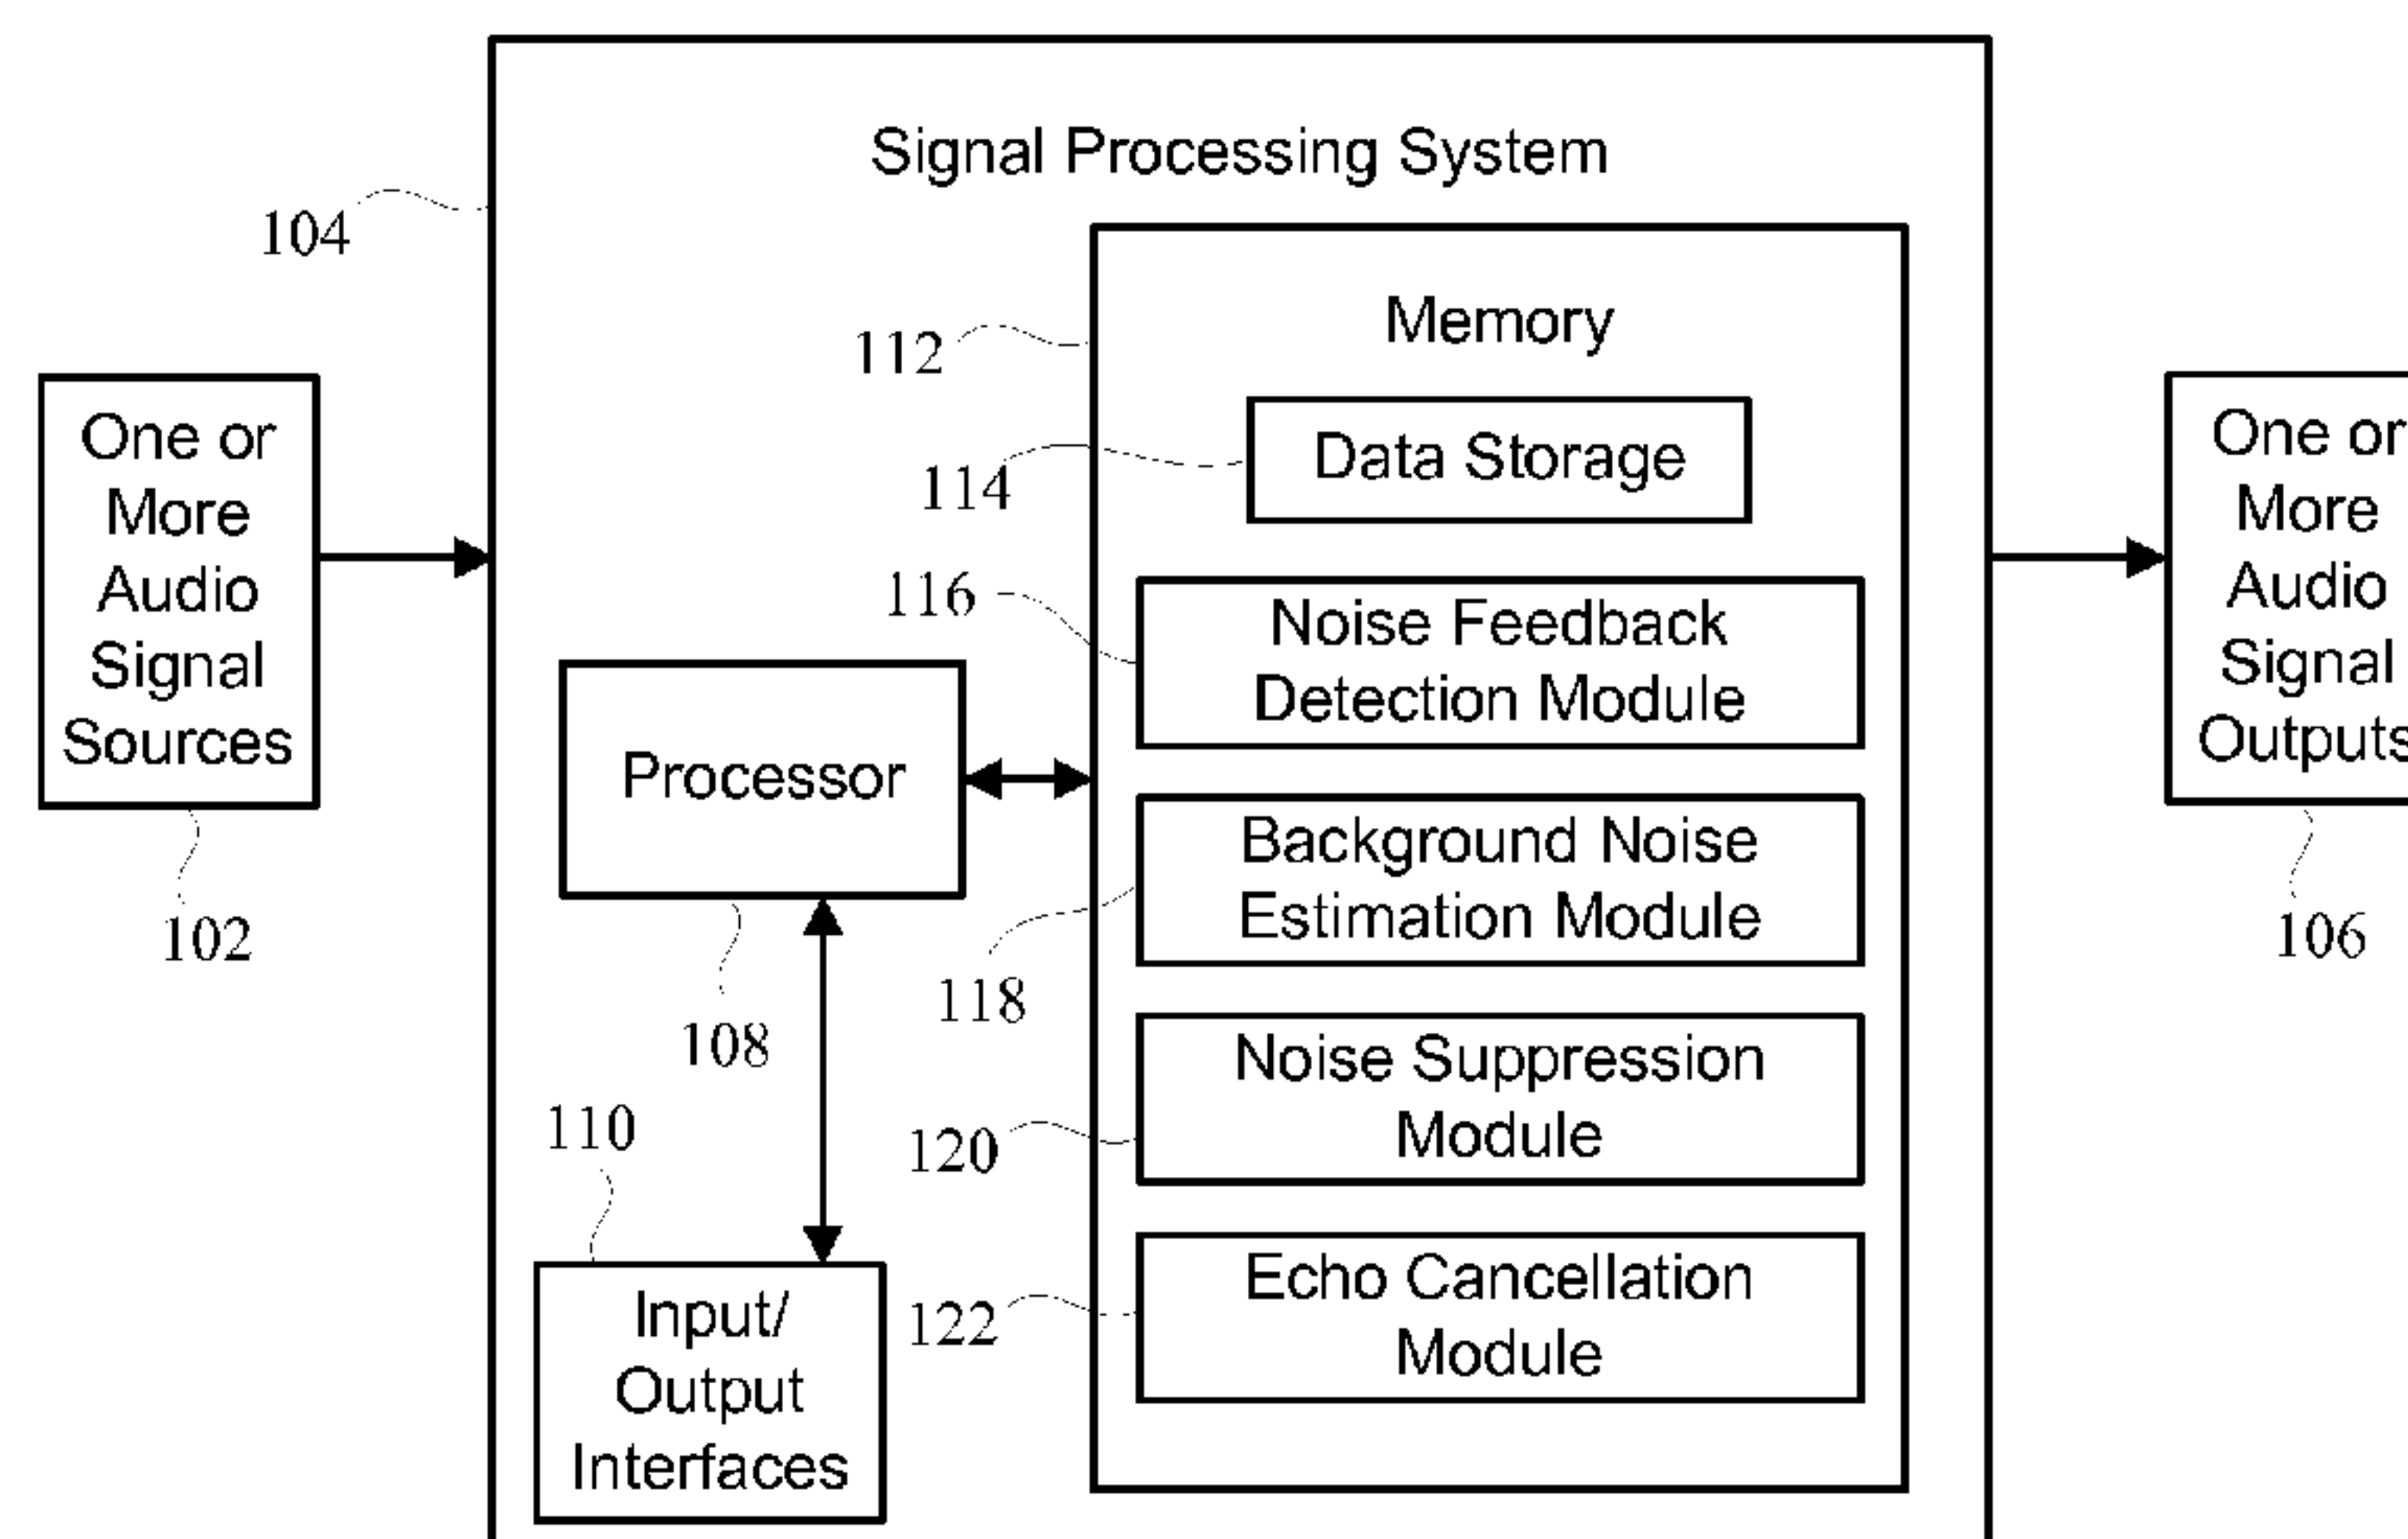 Signal Processing System
104
Memory
112
Data Storage
114
One or
More
Audio
Signal
Sources
102
Noise Feedback
Detection Module
116
Processor
108
Background Noise
Estimation Module
118
Noise Suppression
Module
120
110
Input/
Output
Interfaces
Echo Cancellation
Module
122
One or
More
Audio
Signal
Outputs
106